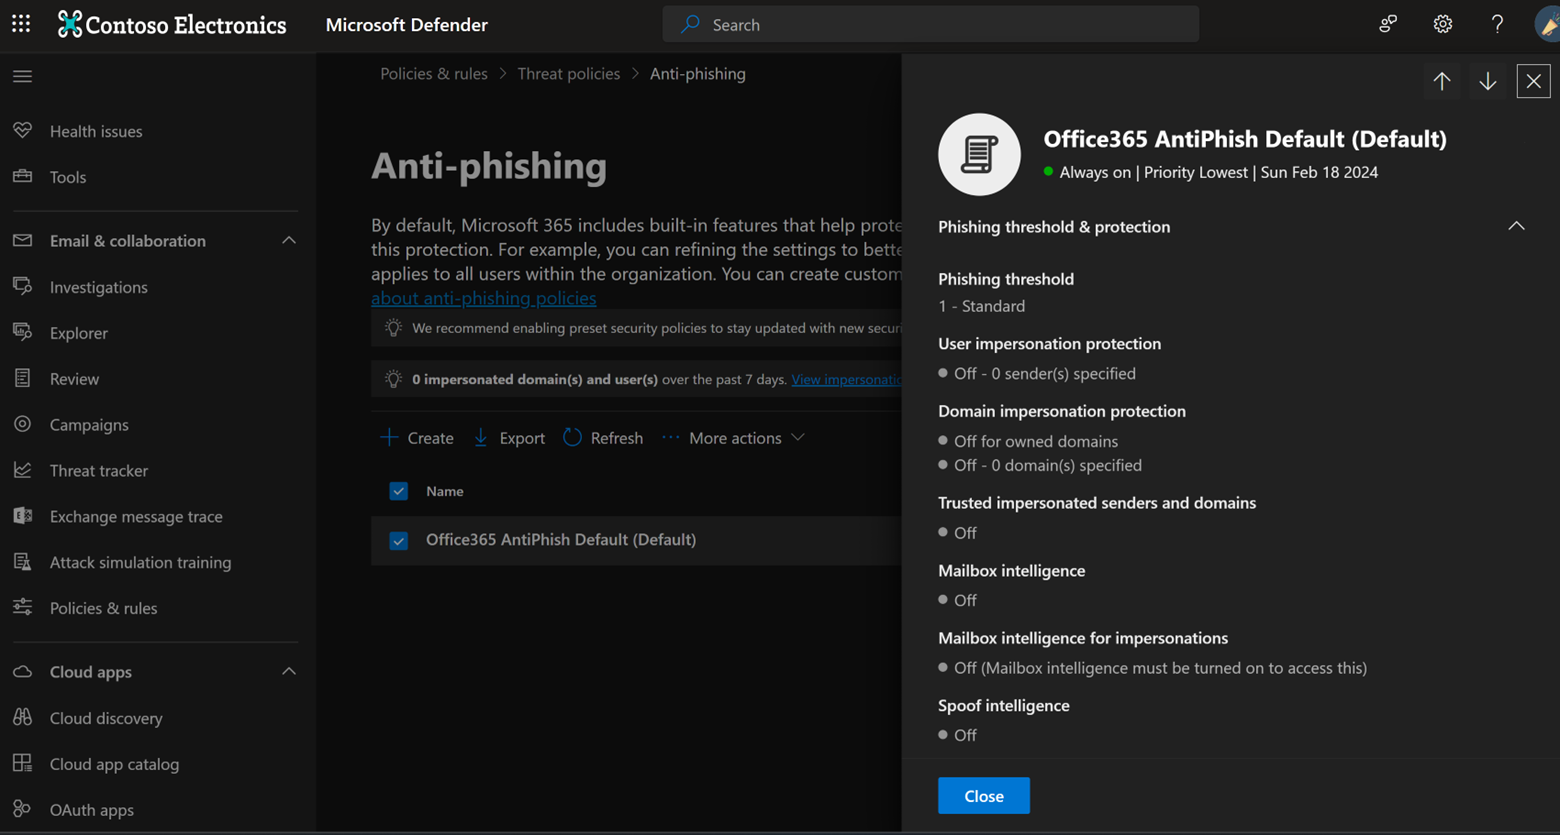 Contoso Electronics
Microsoft Defender
Search
Health issues
Tools
Email & collaboration
Investigations
Explorer
Review
Campaigns
Threat tracker
Exchange message trace
Attack simulation training
Policies & rules
Cloud apps
Cloud discovery
Cloud app catalog
OAuth apps
Policies & rules > Threat policies > Anti-phishing
Anti-phishing
By default, Microsoft 365 includes built-in features that help prote
this protection. For example, you can refining the settings to bette
applies to all users within the organization. You can create custom
about anti-phishing policies
We recommend enabling preset security policies to stay updated with new securi
0 impersonated domain(s) and user(s) over the past 7 days. View impersonatio
Create Export Refresh More actions
Name
Office365 AntiPhish Default (Default)
Office365 AntiPhish Default (Default)
Always on | Priority Lowest | Sun Feb 18 2024
Phishing threshold & protection
Phishing threshold
1 - Standard
User impersonation protection
Off - 0 sender(s) specified
Domain impersonation protection
Off for owned domains
Off - 0 domain(s) specified
Trusted impersonated senders and domains
Off
Mailbox intelligence
Off
Mailbox intelligence for impersonations
Off (Mailbox intelligence must be turned on to access this)
Spoof intelligence
Off
Close